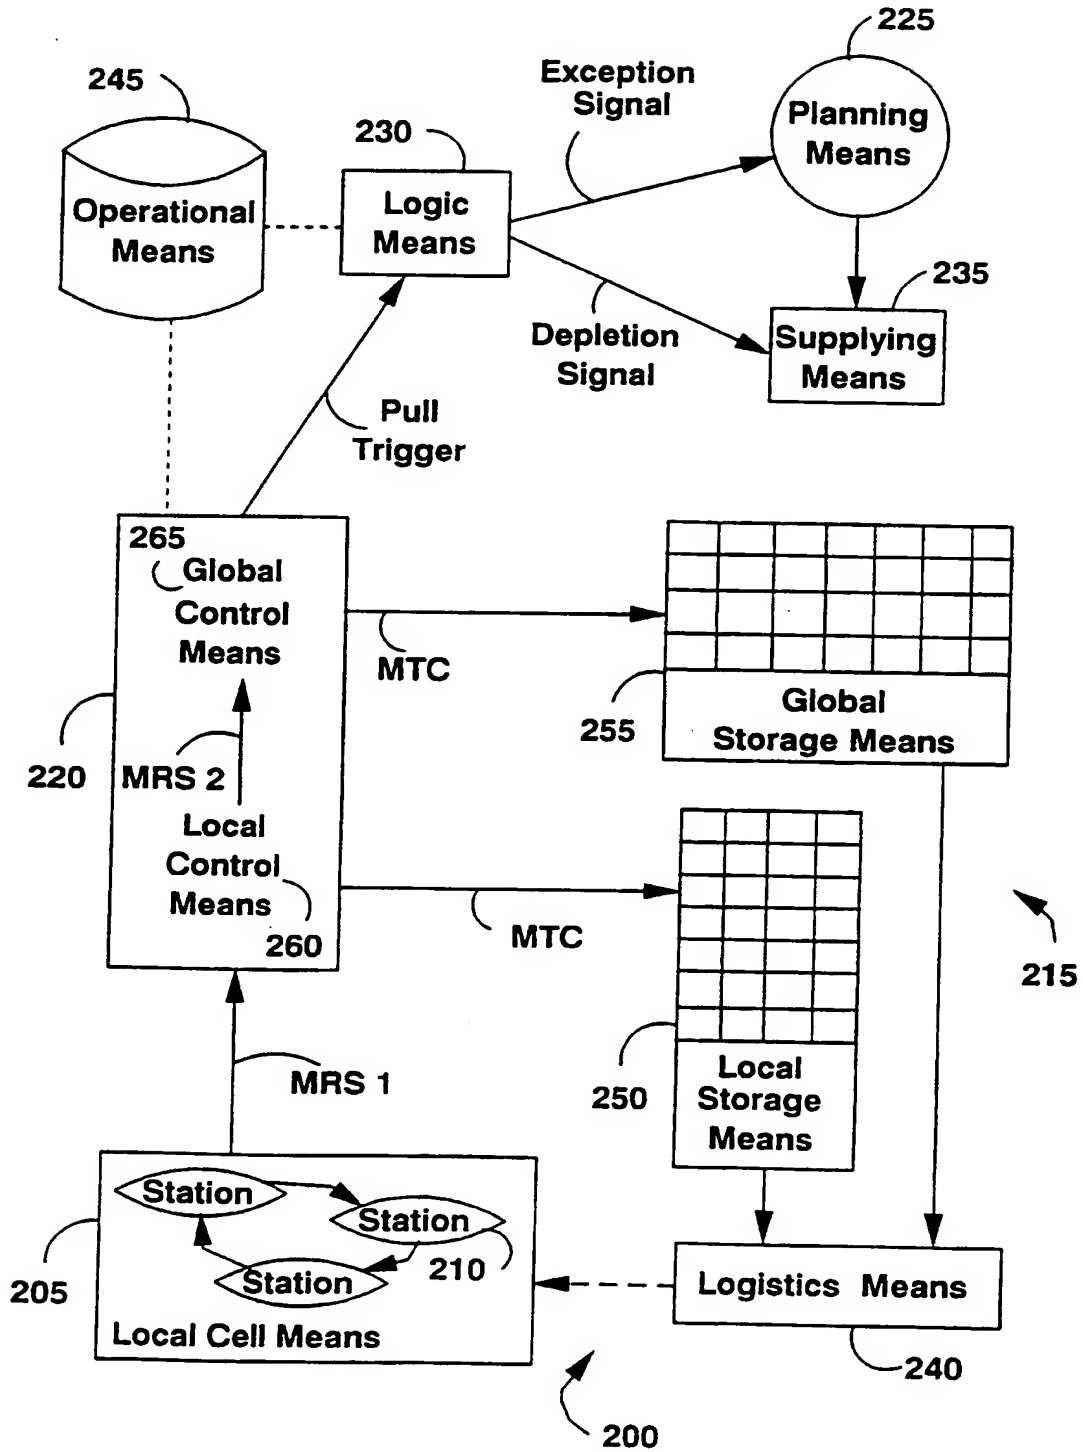 225
Exception
Signal
Planning
Means
245
230
Operational
Means
Logic
Means
235
Depletion
Signal
Supplying
Means
Pull
Trigger
265
Global
Control
Means
MTC
255
Global
Storage Means
220
MRS 2
Local
Control
Means
260
MTC
215
MRS 1
250
Local
Storage
Means
Station
Station
Station
210
205
Local Cell Means
Logistics Means
240
200